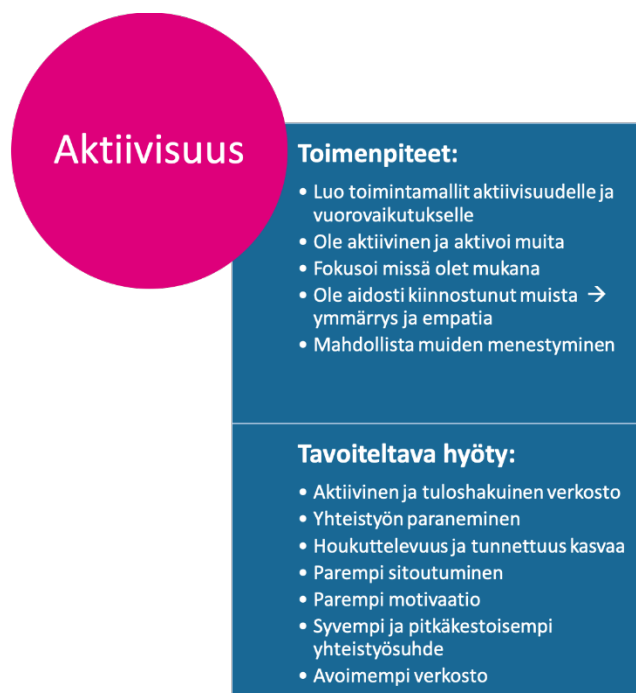 Aktiivisuus
Toimenpiteet:
• Luo toimintamallit aktiivisuudelle ja
vuorovaikutukselle
• Ole aktiivinen ja aktivoi muita
• Fokusoi missä olet mukana
• Ole aidosti kiinnostunut muista →
ymmärrys ja empatia
• Mahdollista muiden menestyminen
Tavoiteltava hyöty:
• Aktiivinen ja tuloshakuinen verkosto
• Yhteistyön paraneminen
• Houkuttelevuus ja tunnettuus kasvaa
• Parempi sitoutuminen
• Parempi motivaatio
• Syvempi ja pitkäkestoisempi
yhteistyösuhde
• Avoimempi verkosto